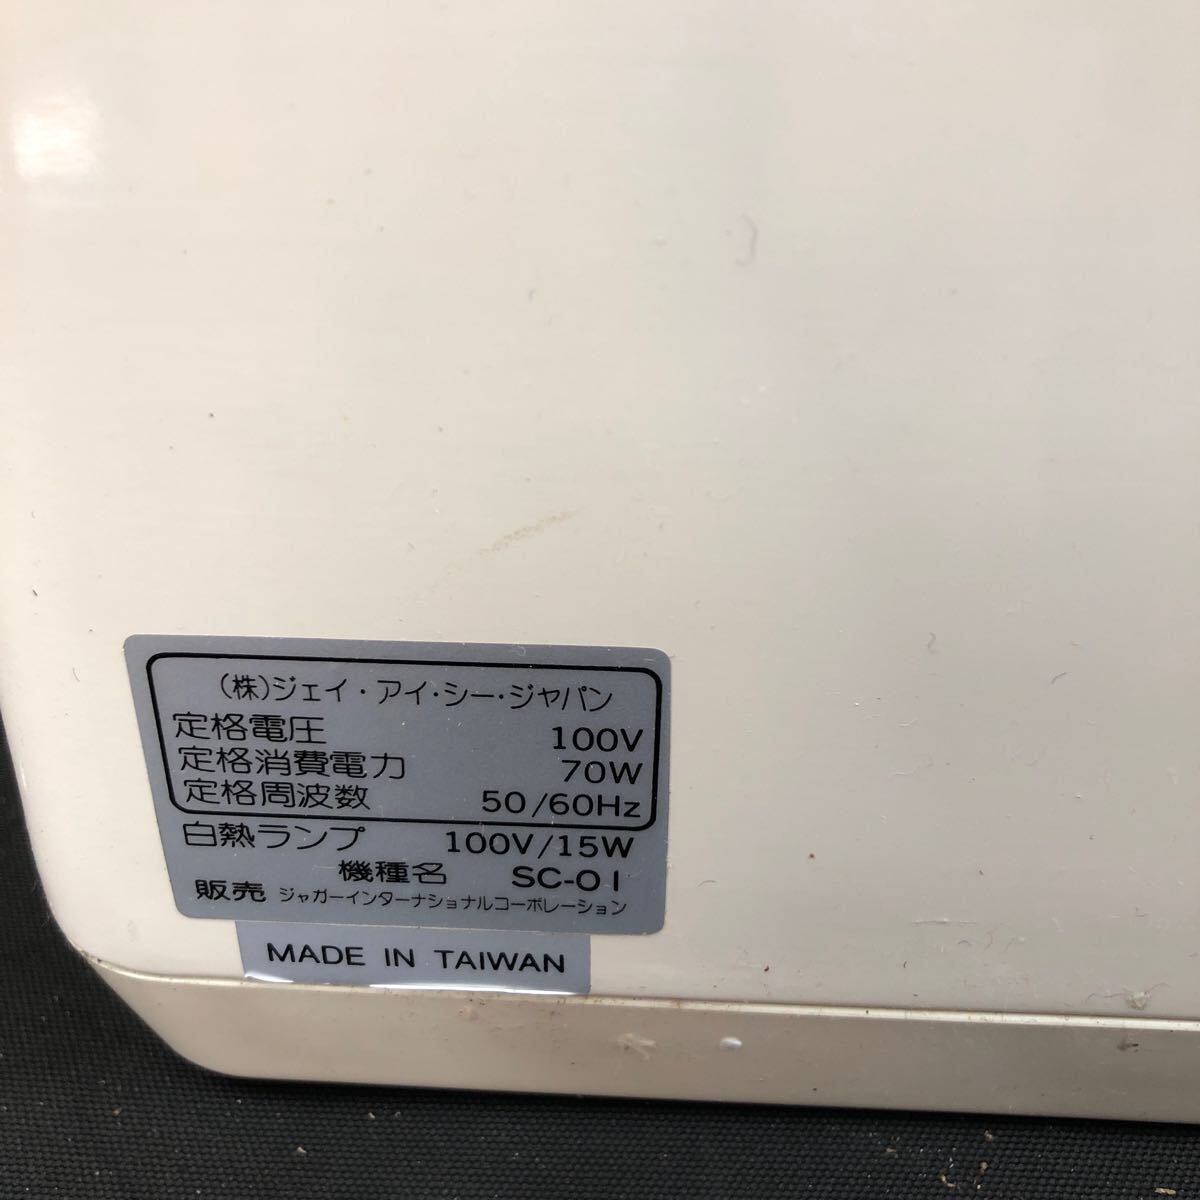 (株)ジェイ・アイ・シー・ジャパン
定格電圧 100V
定格消費電力 70W
定格周波数 50/60Hz
白熱ランプ 100V/15W
機種名 SC-01
販売 ジャガーインターナショナルコーポレーション
MADE IN TAIWAN